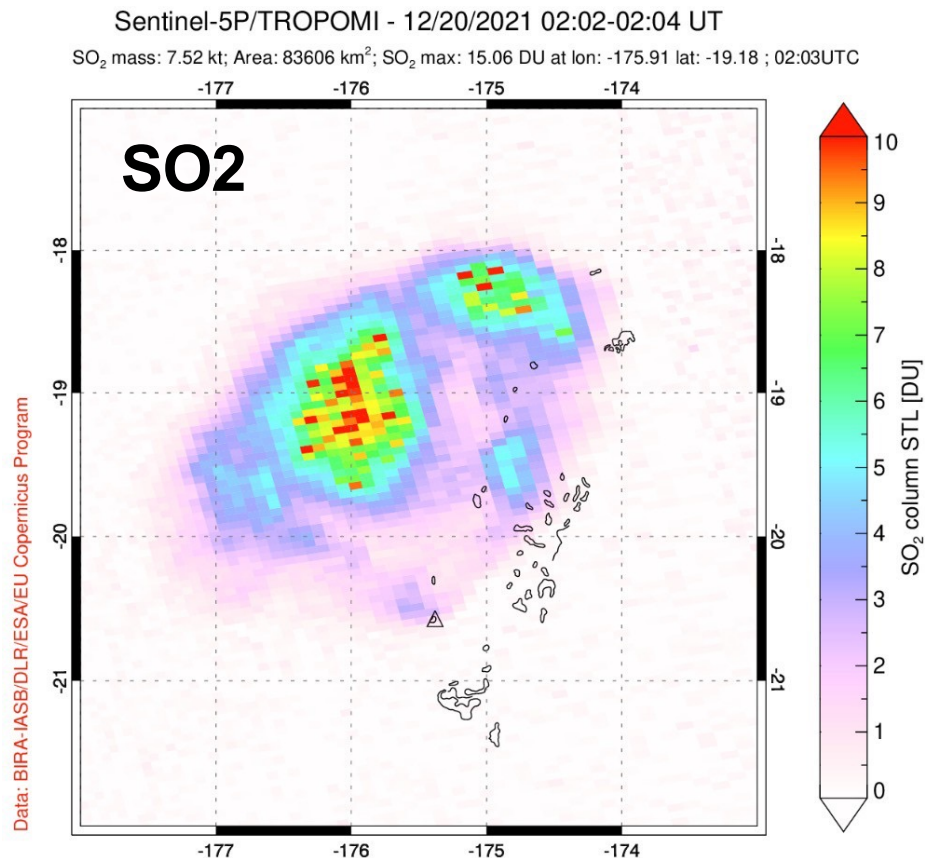 Sentinel-5P/TROPOMI - 12/20/2021 02:02-02:04 UT
SO₂ mass: 7.52 kt; Area: 83606 km²; SO₂ max: 15.06 DU at lon: -175.91 lat: -19.18 ; 02:03UTC
-177 -176 -175 -174
SO2
-18 -18
-19 -19
-20 -20
-21 -21
-177 -176 -175 -174
10
9
8
7
6
5
4
3
2
1
0
SO₂ column STL [DU]
Data: BIRA-IASB/DLR/ESA/EU Copernicus Program